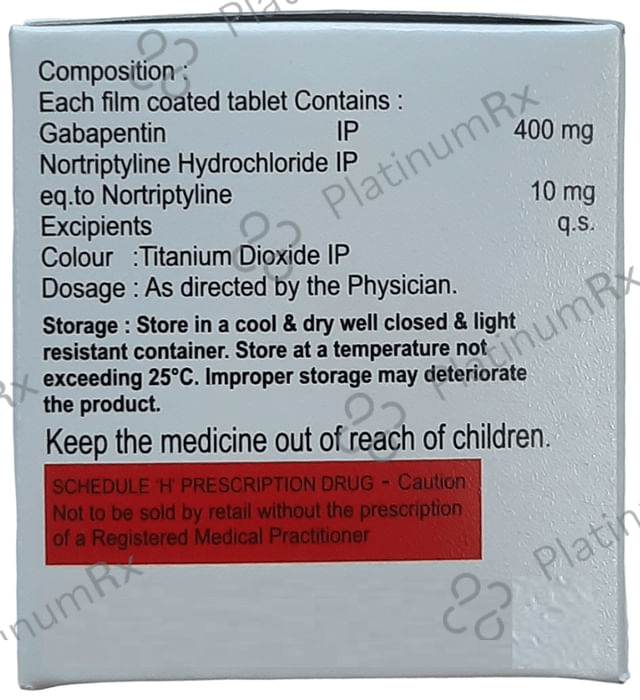 Composition :
Each film coated tablet Contains :
Gabapentin IP 400 mg
Nortriptyline Hydrochloride IP
eq.to Nortriptyline 10 mg
Excipients q.s.
Colour :Titanium Dioxide IP
Dosage : As directed by the Physician.
Storage : Store in a cool & dry well closed & light
resistant container. Store at a temperature not
exceeding 25°C. Improper storage may deteriorate
the product.
Keep the medicine out of reach of children.
SCHEDULE 'H' PRESCRIPTION DRUG - Caution
Not to be sold by retail without the prescription
of a Registered Medical Practitioner
PlatinumRx
PlatinumRx